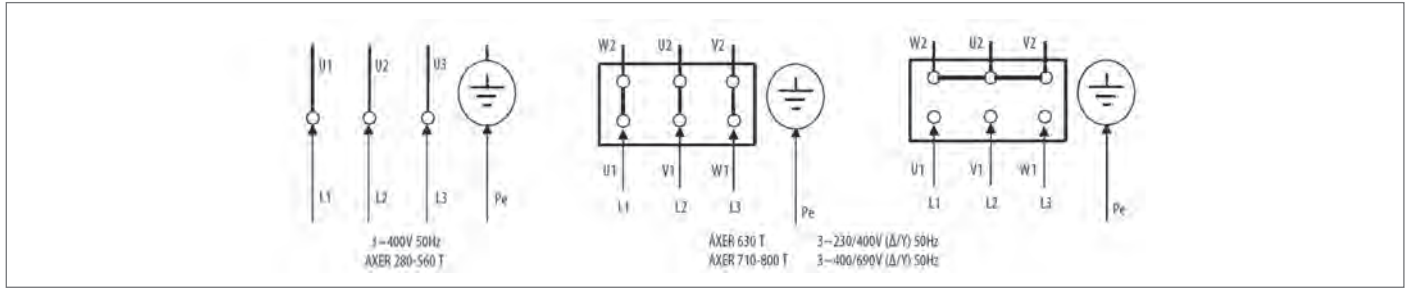 U1 U2 U3
L1 L2 L3 Pe
3~400V 50Hz
AXER 280-560 T
W2 U2 V2
U1 V1 W1
L1 L2 L3 Pe
W2 U2 V2
U1 V1 W1
L1 L2 L3 Pe
AXER 630 T 3~230/400V (Δ/Y) 50Hz
AXER 710-800 T 3~400/690V (Δ/Y) 50Hz